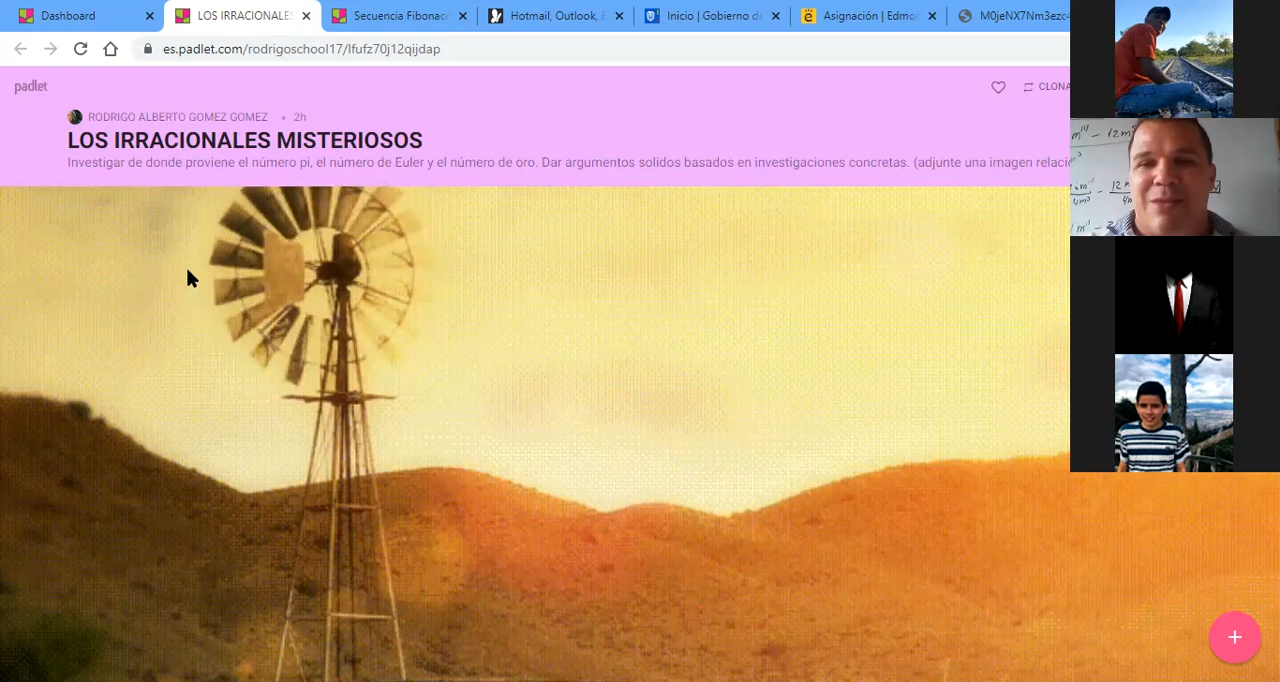 Dashboard
LOS IRRACIONALES
Secuencia Fibonacc
Hotmail, Outlook, E
Inicio | Gobierno de
Asignación | Edmo
M0jeNX7Nm3ezc
es.padlet.com/rodrigoschool17/lfufz70j12qijdap
padlet
CLONA
RODRIGO ALBERTO GOMEZ GOMEZ • 2h
LOS IRRACIONALES MISTERIOSOS
Investigar de donde proviene el número pi, el número de Euler y el número de oro. Dar argumentos solidos basados en investigaciones concretas. (adjunte una imagen relaci